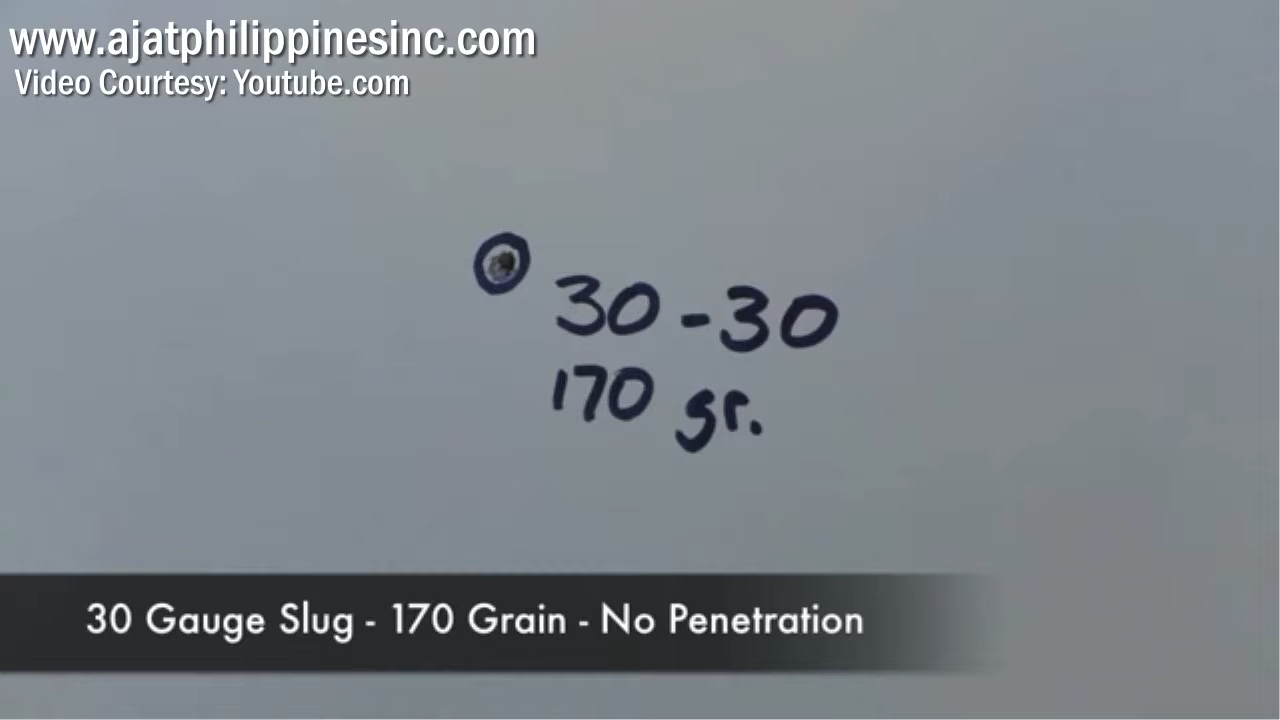 www.ajatphilippinesinc.com
Video Courtesy: Youtube.com
30-30
170 gr.
30 Gauge Slug - 170 Grain - No Penetration